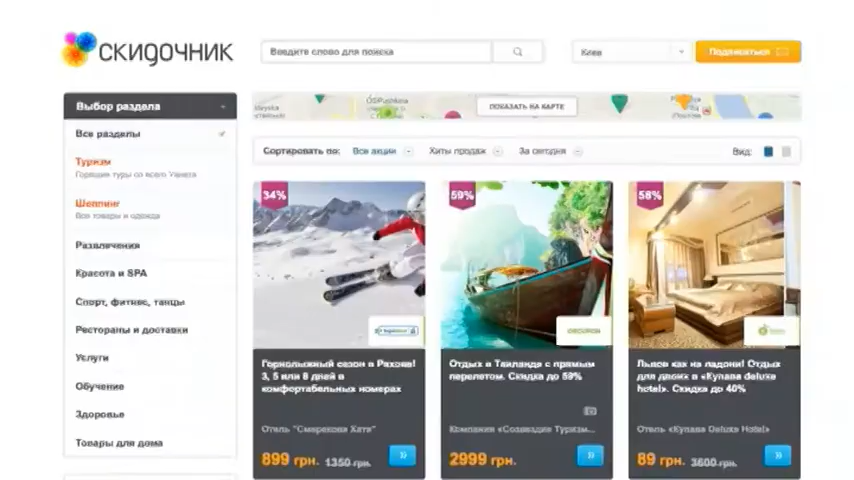 скидочник
Введите слово для поиска
Киев
Подписаться
Выбор раздела
Все разделы
Туризм
Горящие туры со всего Уанета
Шоппинг
Все товары и одежда
Развлечения
Красота и SPA
Спорт, фитнес, танцы
Рестораны и доставки
Услуги
Обучение
Здоровье
Товары для дома
ПОКАЗАТЬ НА КАРТЕ
Сортировать по: Все акции Хиты продаж За сегодня Вид:
34%
Горнолыжный сезон в Рахове!
3, 5 или 8 дней в
комфортабельных номерах
Отель "Смерекова Хата"
899 грн. 1350 грн.
59%
Отдых в Таиланде с прямым
перелетом. Скидка до 59%
Компания «Созвездие Туризм...
2999 грн.
58%
Львов как на ладони! Отдых
для двоих в «Купава deluxe
hotel». Скидка до 40%
Отель «Купава Deluxe Hotel»
89 грн. 3600 грн.